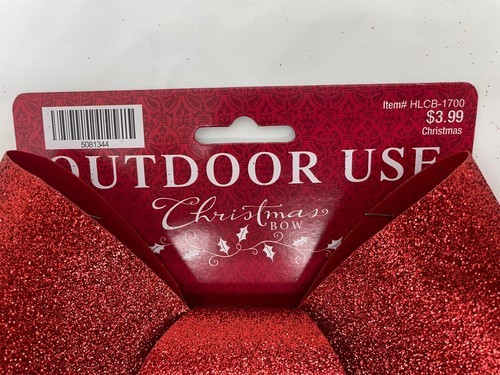 Item# HLCB-1700
$3.99
Christmas
5081344
OUTDOOR USE
Christmas
BOW